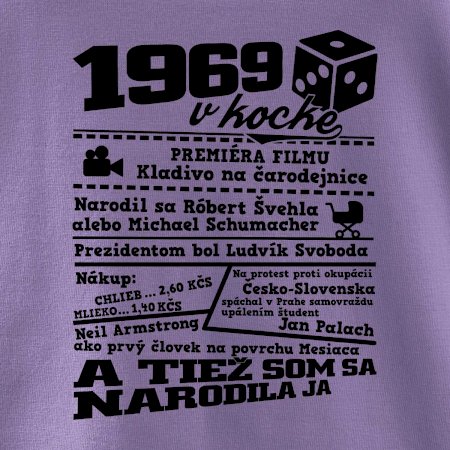 1969
v kocke
PREMIÉRA FILMU
Kladivo na čarodejnice
Narodil sa Róbert Švehla
alebo Michael Schumacher
Prezidentom bol Ludvík Svoboda
Nákup:
CHLIEB ... 2,60 KČS
MLIEKO... 1,40 KČS
Na protest proti okupácii
Česko-Slovenska
spáchal v Prahe samovraždu
upálením študent
Jan Palach
Neil Armstrong
ako prvý človek na povrchu Mesiaca
A TIEŽ SOM SA
NARODILA JA